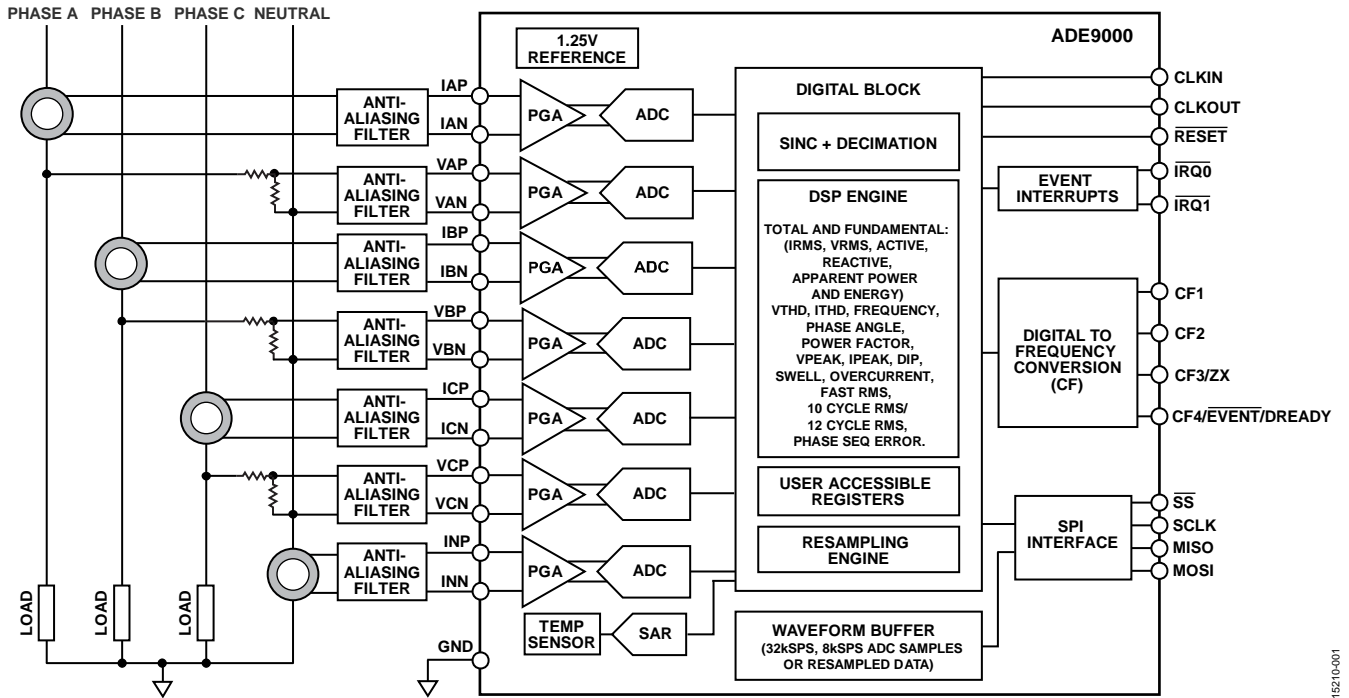 PHASE A PHASE B PHASE C NEUTRAL
ADE9000
1.25V
REFERENCE
IAP
IAN
ANTI-
ALIASING
FILTER
PGA
ADC
VAP
VAN
ANTI-
ALIASING
FILTER
PGA
ADC
IBP
IBN
ANTI-
ALIASING
FILTER
PGA
ADC
VBP
VBN
ANTI-
ALIASING
FILTER
PGA
ADC
ICP
ICN
ANTI-
ALIASING
FILTER
PGA
ADC
VCP
VCN
ANTI-
ALIASING
FILTER
PGA
ADC
INP
INN
ANTI-
ALIASING
FILTER
PGA
ADC
LOAD
LOAD
LOAD
GND
TEMP
SENSOR
SAR
DIGITAL BLOCK
SINC + DECIMATION
DSP ENGINE
TOTAL AND FUNDAMENTAL:
(IRMS, VRMS, ACTIVE,
REACTIVE,
APPARENT POWER
AND ENERGY)
VTHD, ITHD, FREQUENCY,
PHASE ANGLE,
POWER FACTOR,
VPEAK, IPEAK, DIP,
SWELL, OVERCURRENT,
FAST RMS,
10 CYCLE RMS/
12 CYCLE RMS,
PHASE SEQ ERROR.
USER ACCESSIBLE
REGISTERS
RESAMPLING
ENGINE
WAVEFORM BUFFER
(32kSPS, 8kSPS ADC SAMPLES
OR RESAMPLED DATA)
CLKIN
CLKOUT
RESET
EVENT
INTERRUPTS
IRQ0
IRQ1
DIGITAL TO
FREQUENCY
CONVERSION
(CF)
CF1
CF2
CF3/ZX
CF4/EVENT/DREADY
SPI
INTERFACE
SS
SCLK
MISO
MOSI
15210-001